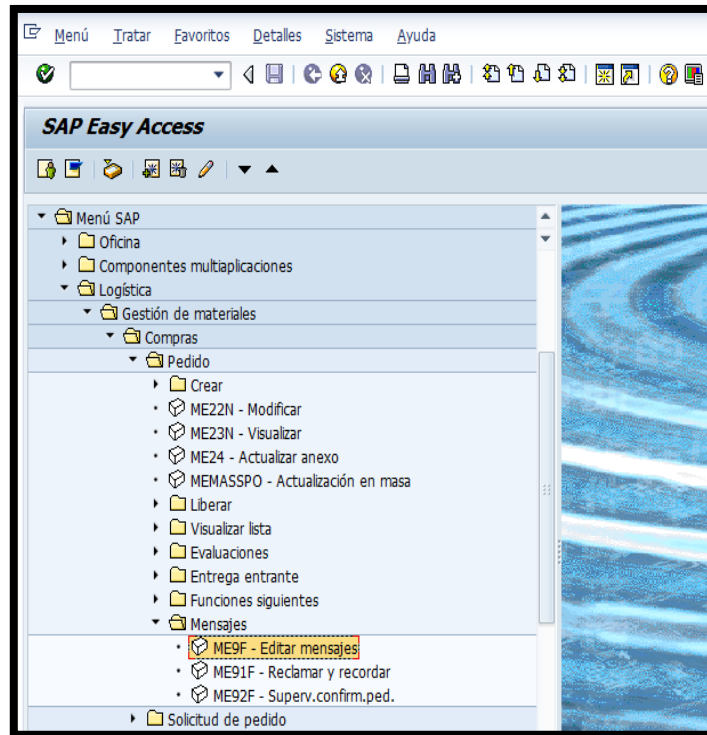 Menú Tratar Favoritos Detalles Sistema Ayuda
SAP Easy Access
Menú SAP
Oficina
Componentes multiaplicaciones
Logística
Gestión de materiales
Compras
Pedido
Crear
ME22N - Modificar
ME23N - Visualizar
ME24 - Actualizar anexo
MEMASSPO - Actualización en masa
Liberar
Visualizar lista
Evaluaciones
Entrega entrante
Funciones siguientes
Mensajes
ME9F - Editar mensajes
ME91F - Reclamar y recordar
ME92F - Superv.confirm.ped.
Solicitud de pedido